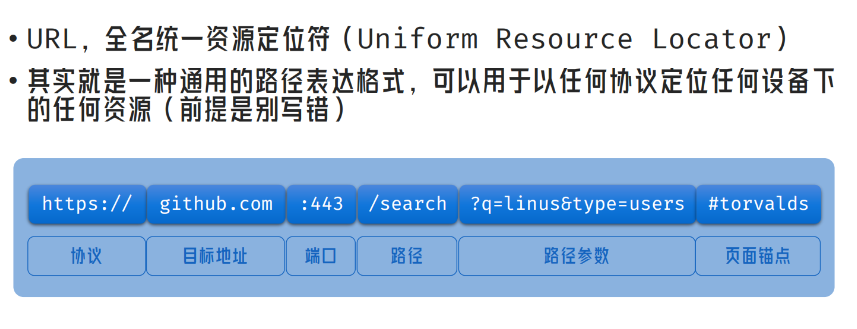 • URL，全名统一资源定位符（Uniform Resource Locator）
• 其实就是一种通用的路径表达格式，可以用于以任何协议定位任何设备下
的任何资源（前提是别写错）
https:// github.com :443 /search ?q=linus&type=users #torvalds
协议 目标地址 端口 路径 路径参数 页面锚点